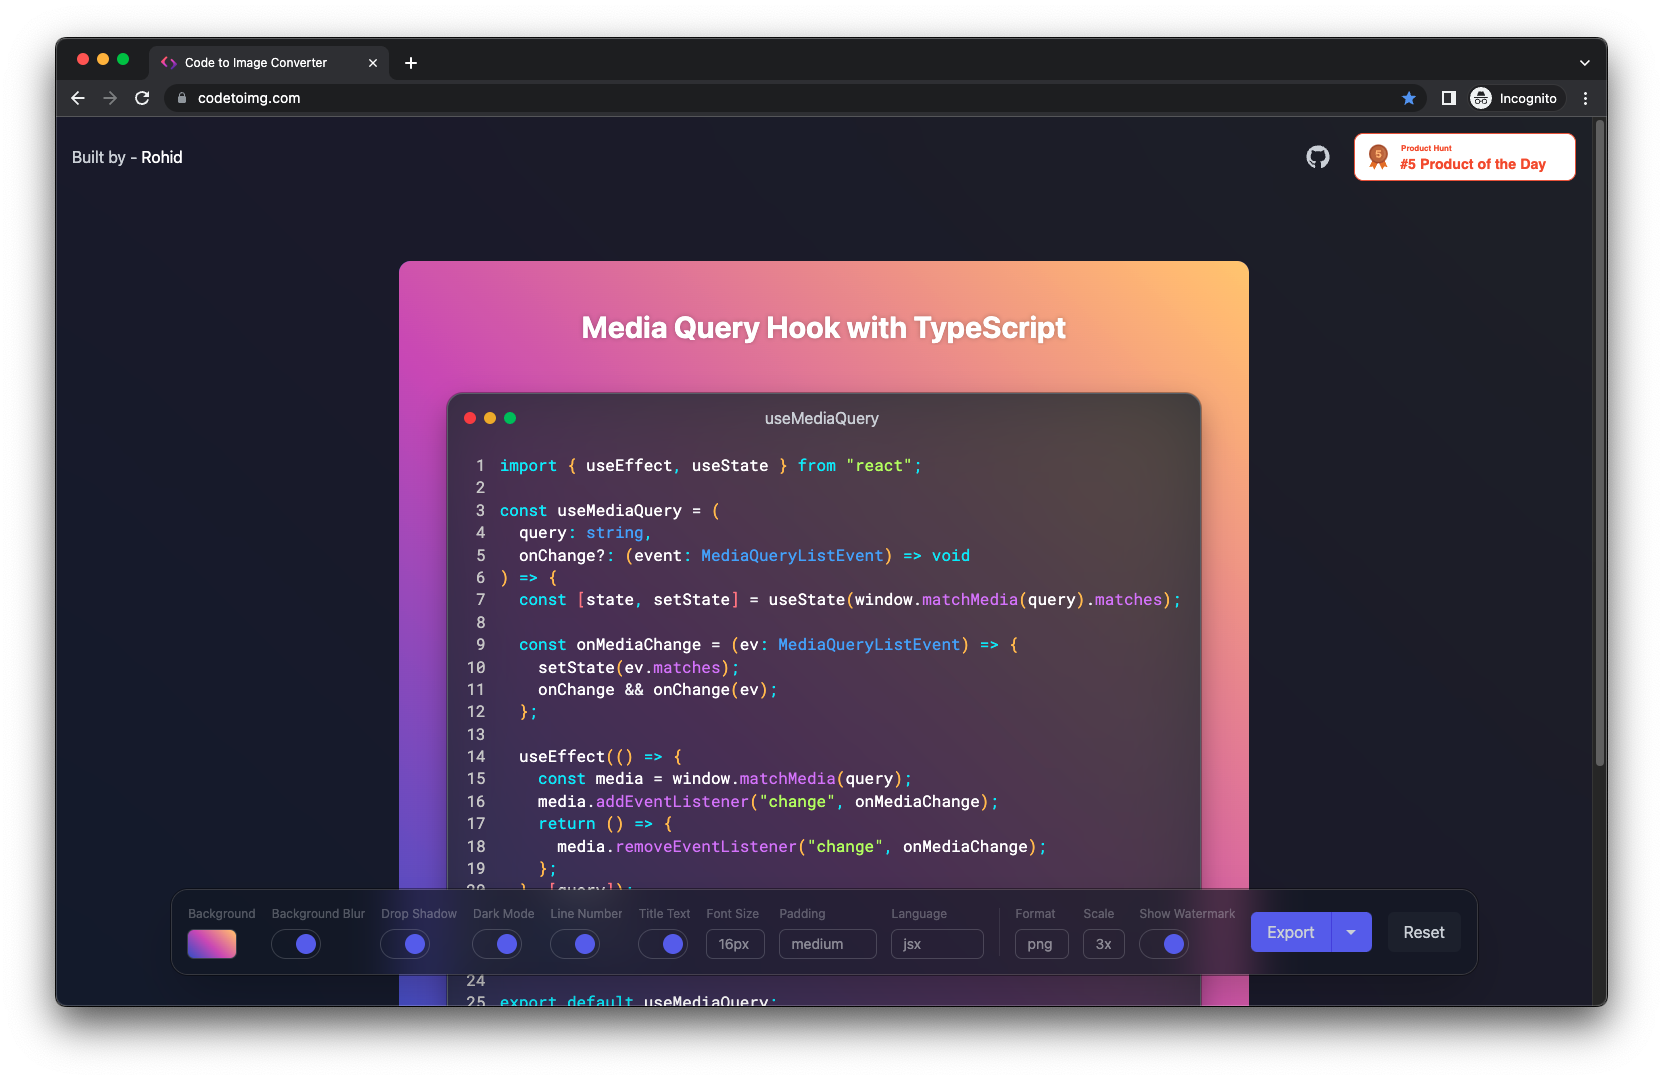 Code to Image Converter
codetoimg.com
Incognito
Built by - Rohid
5
Product Hunt
#5 Product of the Day
Media Query Hook with TypeScript
useMediaQuery
1 import { useEffect, useState } from "react";
2
3 const useMediaQuery = (
4   query: string,
5   onChange?: (event: MediaQueryListEvent) => void
6 ) => {
7   const [state, setState] = useState(window.matchMedia(query).matches);
8
9   const onMediaChange = (ev: MediaQueryListEvent) => {
10     setState(ev.matches);
11     onChange && onChange(ev);
12   };
13
14   useEffect(() => {
15     const media = window.matchMedia(query);
16     media.addEventListener("change", onMediaChange);
17     return () => {
18       media.removeEventListener("change", onMediaChange);
19     };
20   }, [query]);
Background Background Blur Drop Shadow Dark Mode Line Number Title Text Font Size Padding Language Format Scale Show Watermark
16px medium jsx png 3x Export Reset
24
25 export default useMediaQuery;